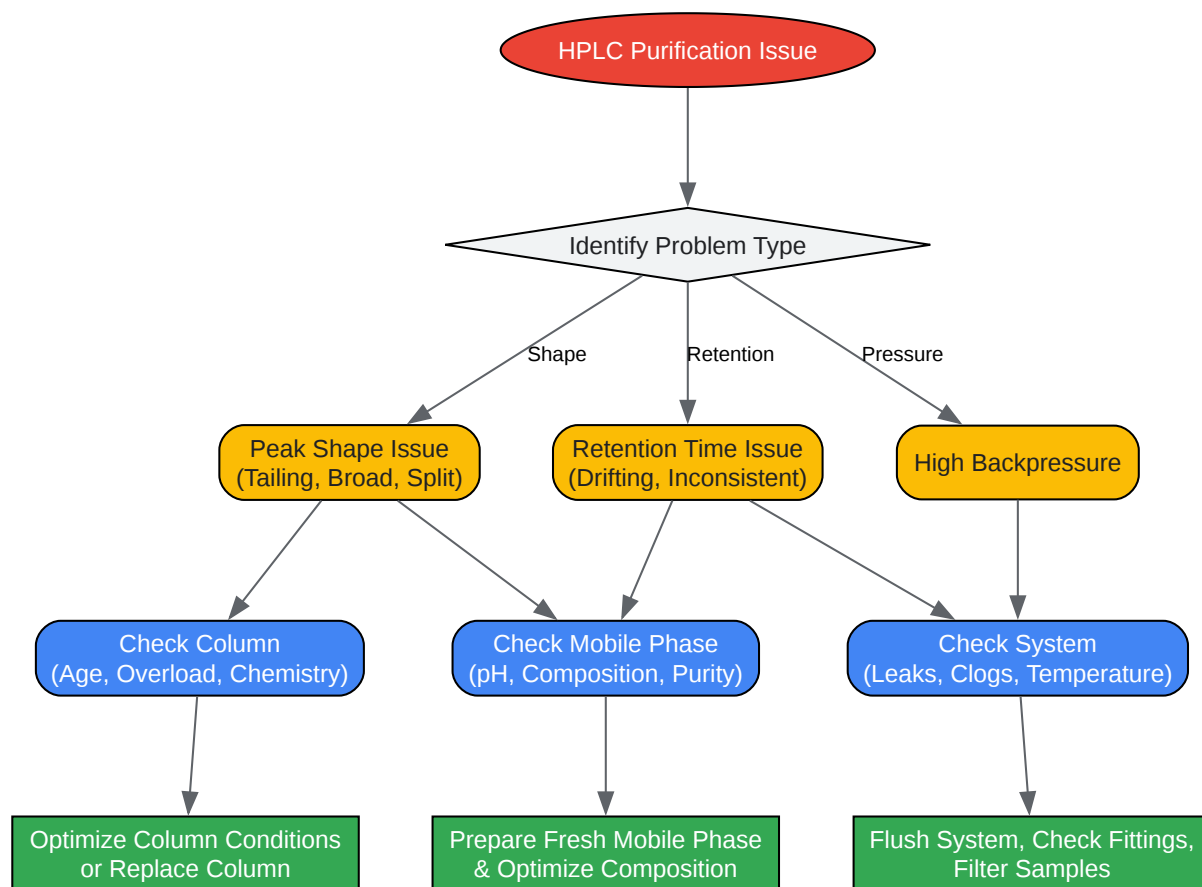 HPLC Purification Issue
Identify Problem Type
Shape
Retention
Pressure
Peak Shape Issue
(Tailing, Broad, Split)
Retention Time Issue
(Drifting, Inconsistent)
High Backpressure
Check Column
(Age, Overload, Chemistry)
Check Mobile Phase
(pH, Composition, Purity)
Check System
(Leaks, Clogs, Temperature)
Optimize Column Conditions
or Replace Column
Prepare Fresh Mobile Phase
& Optimize Composition
Flush System, Check Fittings,
Filter Samples